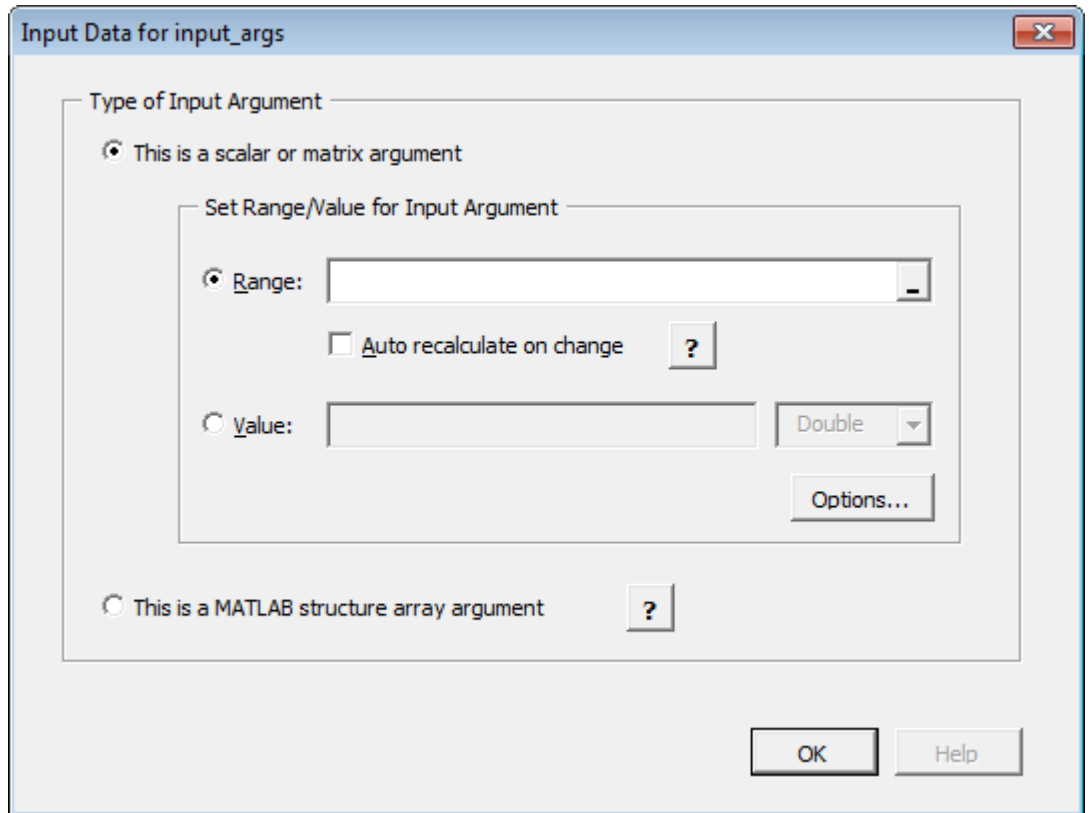 Input Data for input_args
Type of Input Argument
This is a scalar or matrix argument
Set Range/Value for Input Argument
Range:
Auto recalculate on change ?
Value: Double
Options...
This is a MATLAB structure array argument ?
OK Help